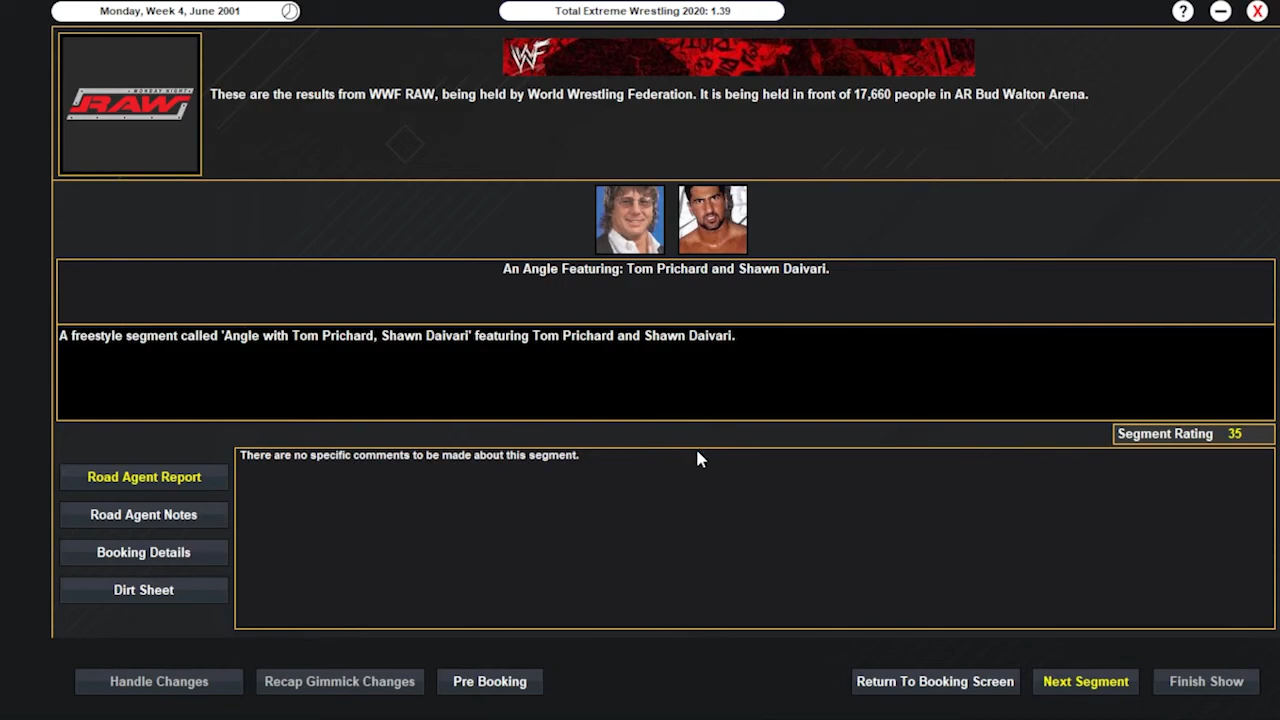 Monday, Week 4, June 2001
Total Extreme Wrestling 2020: 1.39
?
X
WF
MONDAY NIGHT
RAW
These are the results from WWF RAW, being held by World Wrestling Federation. It is being held in front of 17,660 people in AR Bud Walton Arena.
An Angle Featuring: Tom Prichard and Shawn Daivari.
A freestyle segment called 'Angle with Tom Prichard, Shawn Daivari' featuring Tom Prichard and Shawn Daivari.
Segment Rating 35
There are no specific comments to be made about this segment.
Road Agent Report
Road Agent Notes
Booking Details
Dirt Sheet
Handle Changes
Recap Gimmick Changes
Pre Booking
Return To Booking Screen
Next Segment
Finish Show